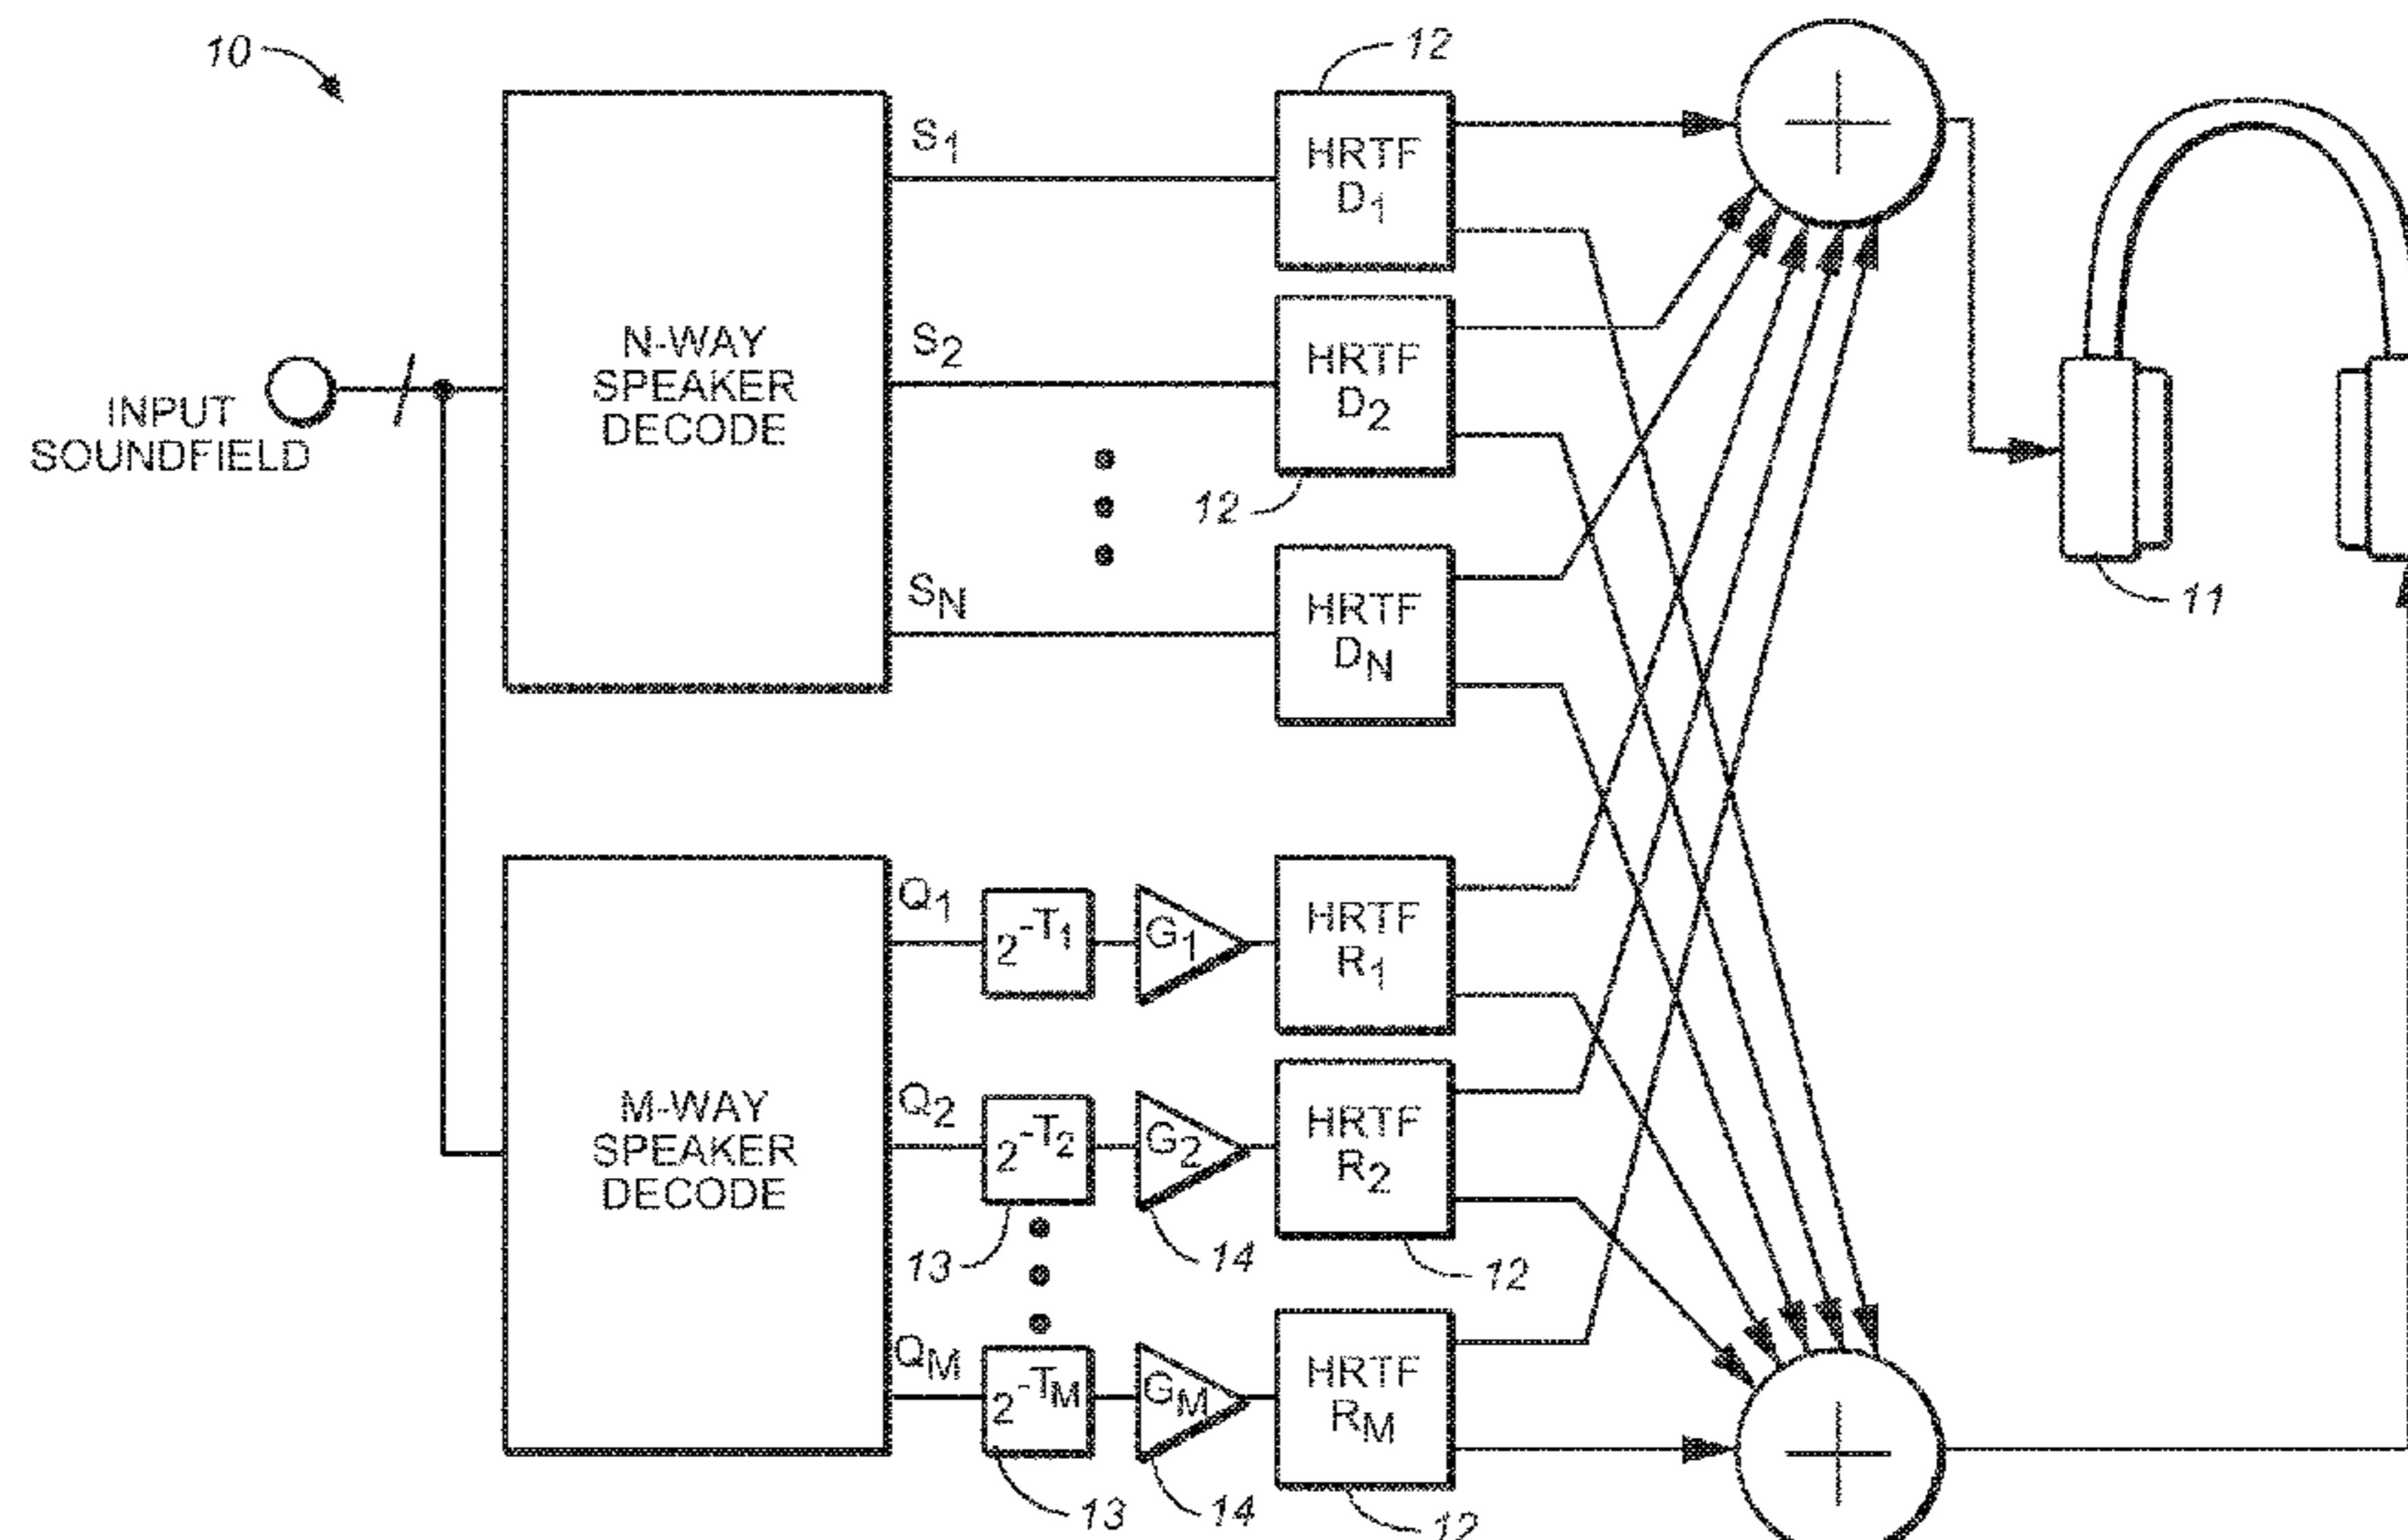 10
12
S1
HRTF
D1
INPUT
SOUNDFIELD
N-WAY
SPEAKER
DECODE
S2
HRTF
D2
12
11
SN
HRTF
DN
M-WAY
SPEAKER
DECODE
Q1
2-T1
G1
HRTF
R1
Q2
2-T2
G2
HRTF
R2
13
14
12
QM
2-TM
GM
HRTF
RM
13
14
12